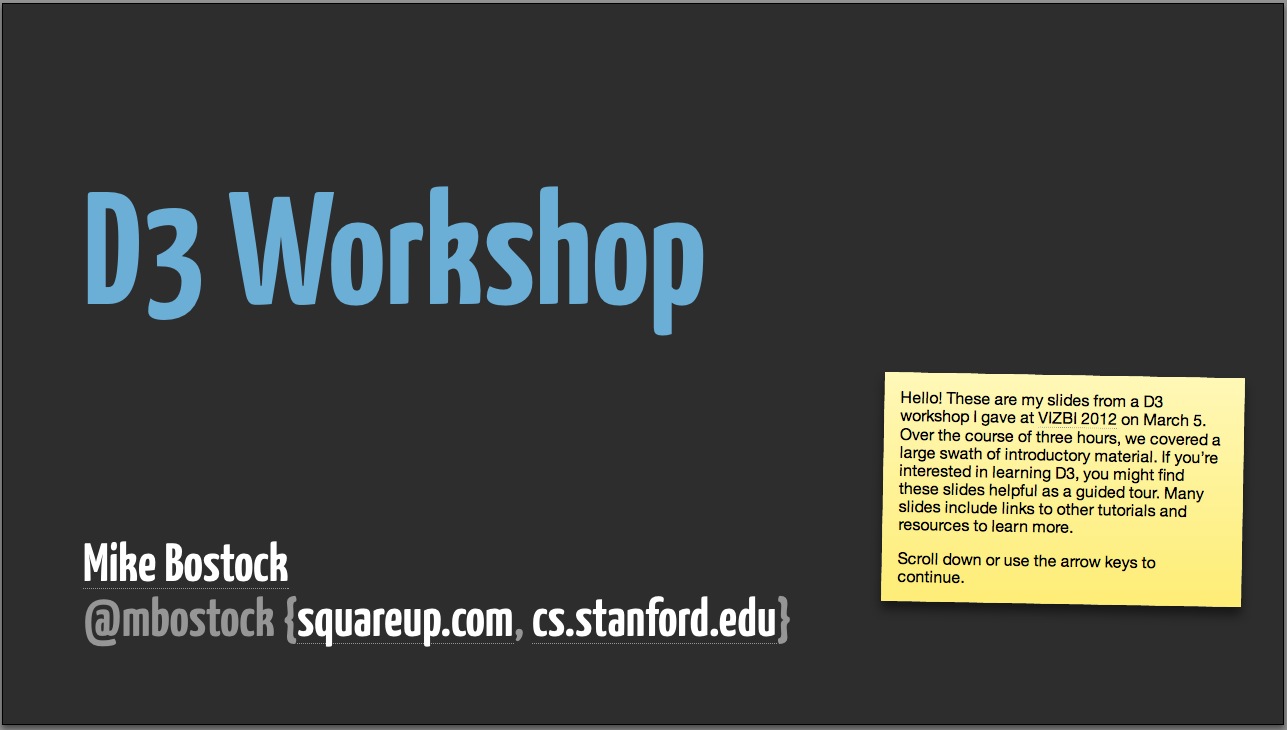 D3 Workshop
Hello! These are my slides from a D3
workshop I gave at VIZBI 2012 on March 5.
Over the course of three hours, we covered a
large swath of introductory material. If you’re
interested in learning D3, you might find
these slides helpful as a guided tour. Many
slides include links to other tutorials and
resources to learn more.
Scroll down or use the arrow keys to
continue.
Mike Bostock
@mbostock {squareup.com, cs.stanford.edu}